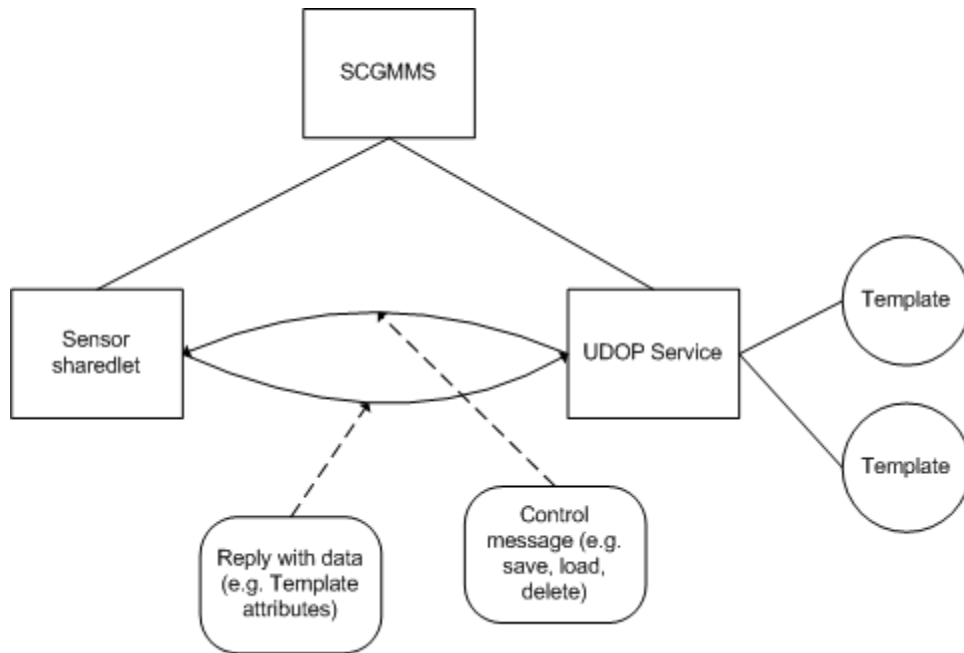 SCGMMS
Sensor
sharedlet
UDOP Service
Template
Template
Reply with data
(e.g. Template
attributes)
Control
message (e.g.
save, load,
delete)